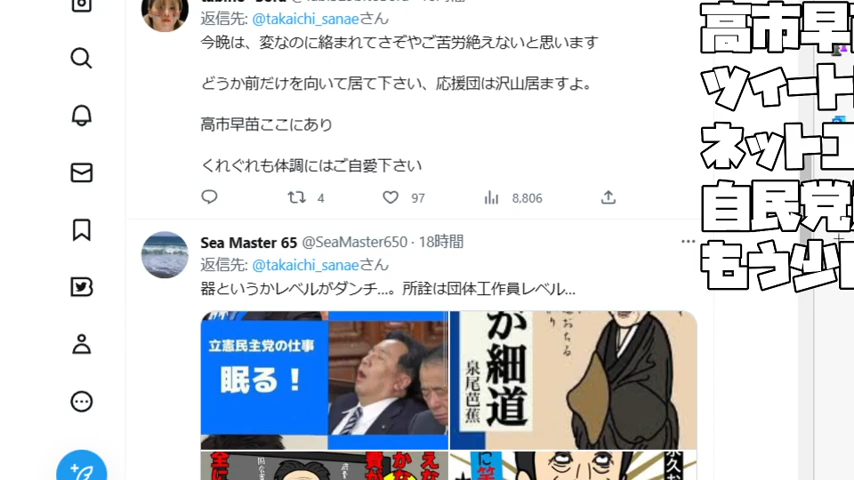 返信先: @takaichi_sanaeさん
今晩は、変なのに絡まれてさぞやご苦労絶えないと思います
どうか前だけを向いて居て下さい、応援団は沢山居ますよ。
高市早苗ここにあり
くれぐれも体調にはご自愛下さい
4
97
8,806
Sea Master 65 @SeaMaster650 · 18時間
返信先: @takaichi_sanaeさん
器というかレベルがダンチ...。所詮は団体工作員レベル...
立憲民主党の仕事
眠る！
が細道
泉尾芭蕉
高市早
ツィート
ネット工
自民党
もう少し